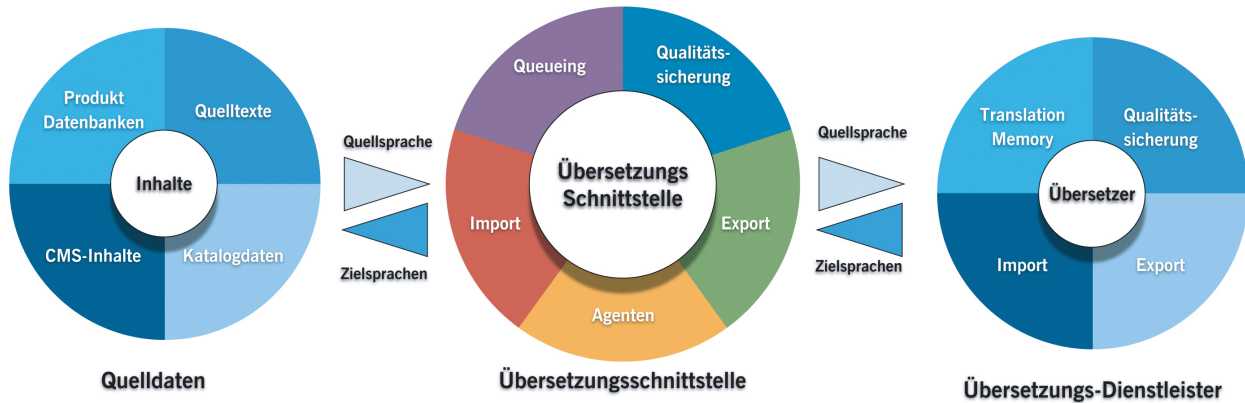 Produkt
Datenbanken
Quelltexte
Inhalte
CMS-Inhalte
Katalogdaten
Quelldaten
Quellsprache
Zielsprachen
Queueing
Qualitäts-
sicherung
Übersetzungs
Schnittstelle
Import
Export
Agenten
Übersetzungsschnittstelle
Quellsprache
Zielsprachen
Translation
Memory
Qualitäts-
sicherung
Übersetzer
Import
Export
Übersetzungs-Dienstleister